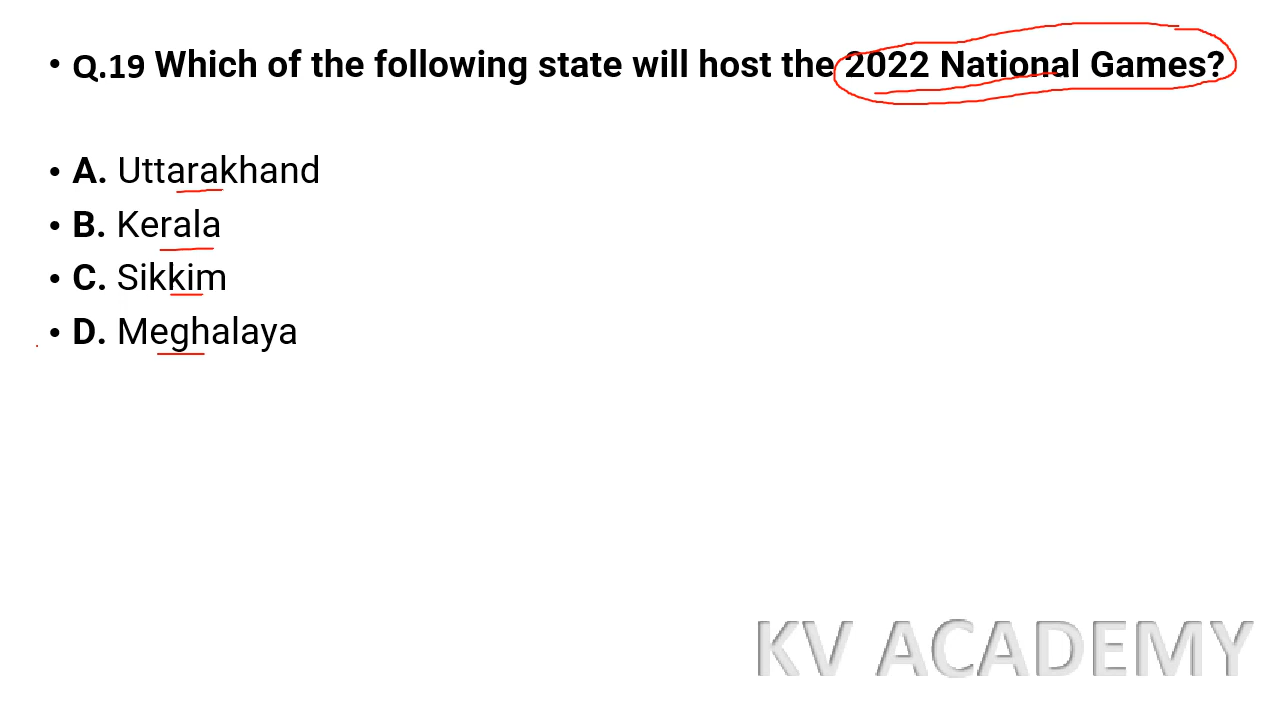 • Q.19 Which of the following state will host the 2022 National Games?
• A. Uttarakhand
• B. Kerala
• C. Sikkim
• D. Meghalaya
KV ACADEMY